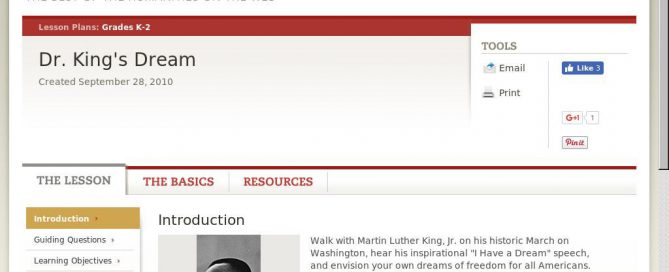 Lesson Plans: Grades K-2
Dr. King's Dream
Created September 28, 2010
TOOLS
Email
Print
Like 3
G+1 1
Pin it
THE LESSON
THE BASICS
RESOURCES
Introduction ›
Guiding Questions ›
Learning Objectives ›
Introduction
Walk with Martin Luther King, Jr. on his historic March on
Washington, hear his inspirational "I Have a Dream" speech,
and envision your own dreams of freedom for all Americans.